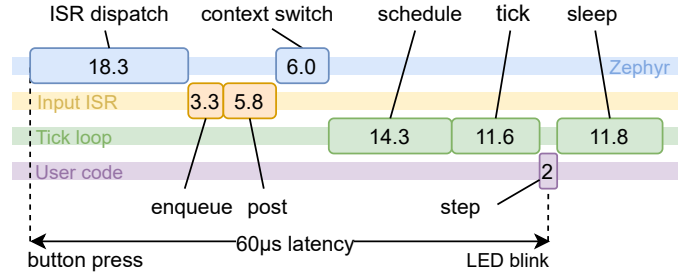 ISR dispatch context switch schedule tick sleep
18.3 6.0 Zephyr
Input ISR 3.3 5.8
Tick loop 14.3 11.6 11.8
User code 2
enqueue post step
60µs latency
button press LED blink